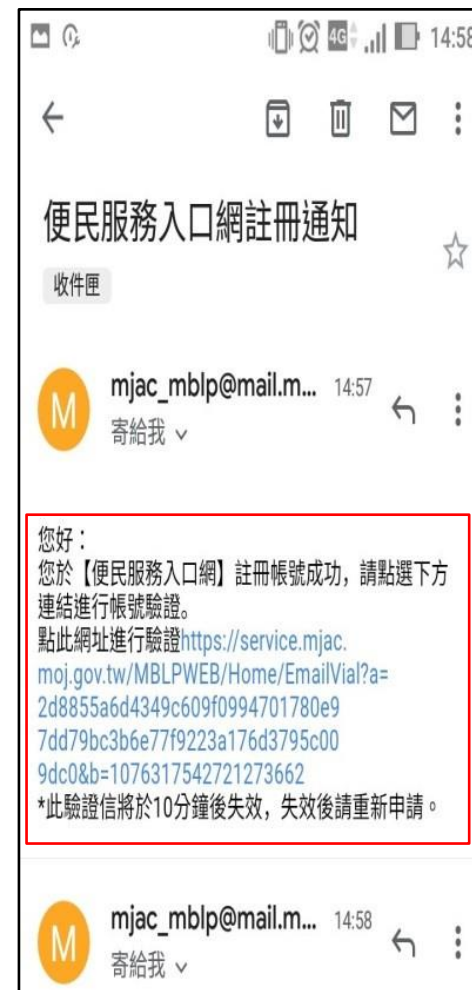 4G 14:58
便民服務入口網註冊通知
收件匣
M
mjac_mblp@mail.m... 14:57
寄給我
您好：
您於【便民服務入口網】註冊帳號成功，請點選下方
連結進行帳號驗證。
點此網址進行驗證https://service.mjac.
moj.gov.tw/MBLPWEB/Home/EmailVial?a=
2d8855a6d4349c609f0994701780e9
7dd79bc3b6e77f9223a176d3795c00
9dc0&b=1076317542721273662
*此驗證信將於10分鐘後失效，失效後請重新申請。
M
mjac_mblp@mail.m... 14:58
寄給我